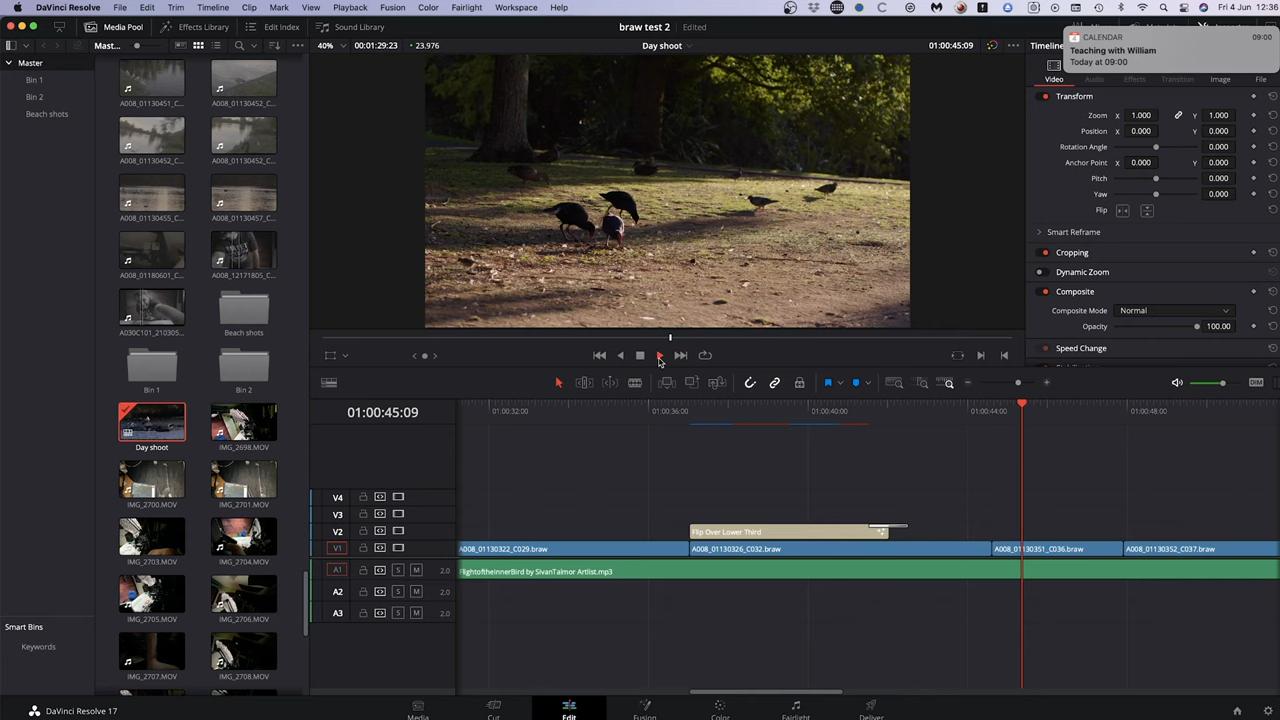 DaVinci Resolve File Edit Trim Timeline Clip Mark View Playback Fusion Color Fairlight Workspace Help Fri 4 Jun 12:36
Media Pool Effects Library Edit Index Sound Library braw test 2 Edited
Mast... 40% 00:01:29:23 23.976 Day shoot 01:00:45:09
CALENDAR 09:00
Teaching with William
Today at 09:00
Master
Bin 1
Bin 2
Beach shots
Smart Bins
Keywords
A008_01130451_C... A008_01130452_C...
A008_01130452_C... A008_01130452_C...
A008_01130455_C... A008_01130457_C...
A008_01180601_C... A008_12171805_C...
A030C101_210305... Beach shots
Bin 1 Bin 2
Day shoot IMG_2698.MOV
IMG_2700.MOV IMG_2701.MOV
IMG_2703.MOV IMG_2704.MOV
IMG_2705.MOV IMG_2706.MOV
IMG_2707.MOV IMG_2708.MOV
Video Audio Effects Transition Image File
Transform
Zoom X 1.000 Y 1.000
Position X 0.000 Y 0.000
Rotation Angle 0.000
Anchor Point X 0.000 Y 0.000
Pitch 0.000
Yaw 0.000
Flip
Smart Reframe
Cropping
Dynamic Zoom
Composite
Composite Mode Normal
Opacity 100.00
Speed Change
DIM
01:00:45:09
01:00:32:00 01:00:36:00 01:00:40:00 01:00:44:00 01:00:48:00
V4
V3
V2 Flip Over Lower Third
V1 A008_01130322_C029.braw A008_01130326_C032.braw A008_01130351_C036.braw A008_01130352_C037.braw
A1 S M 2.0 FlightoftheInnerBird by SivanTalmor Artlist.mp3
A2 S M 2.0
A3 S M 2.0
DaVinci Resolve 17
Media Cut Edit Fusion Color Fairlight Deliver